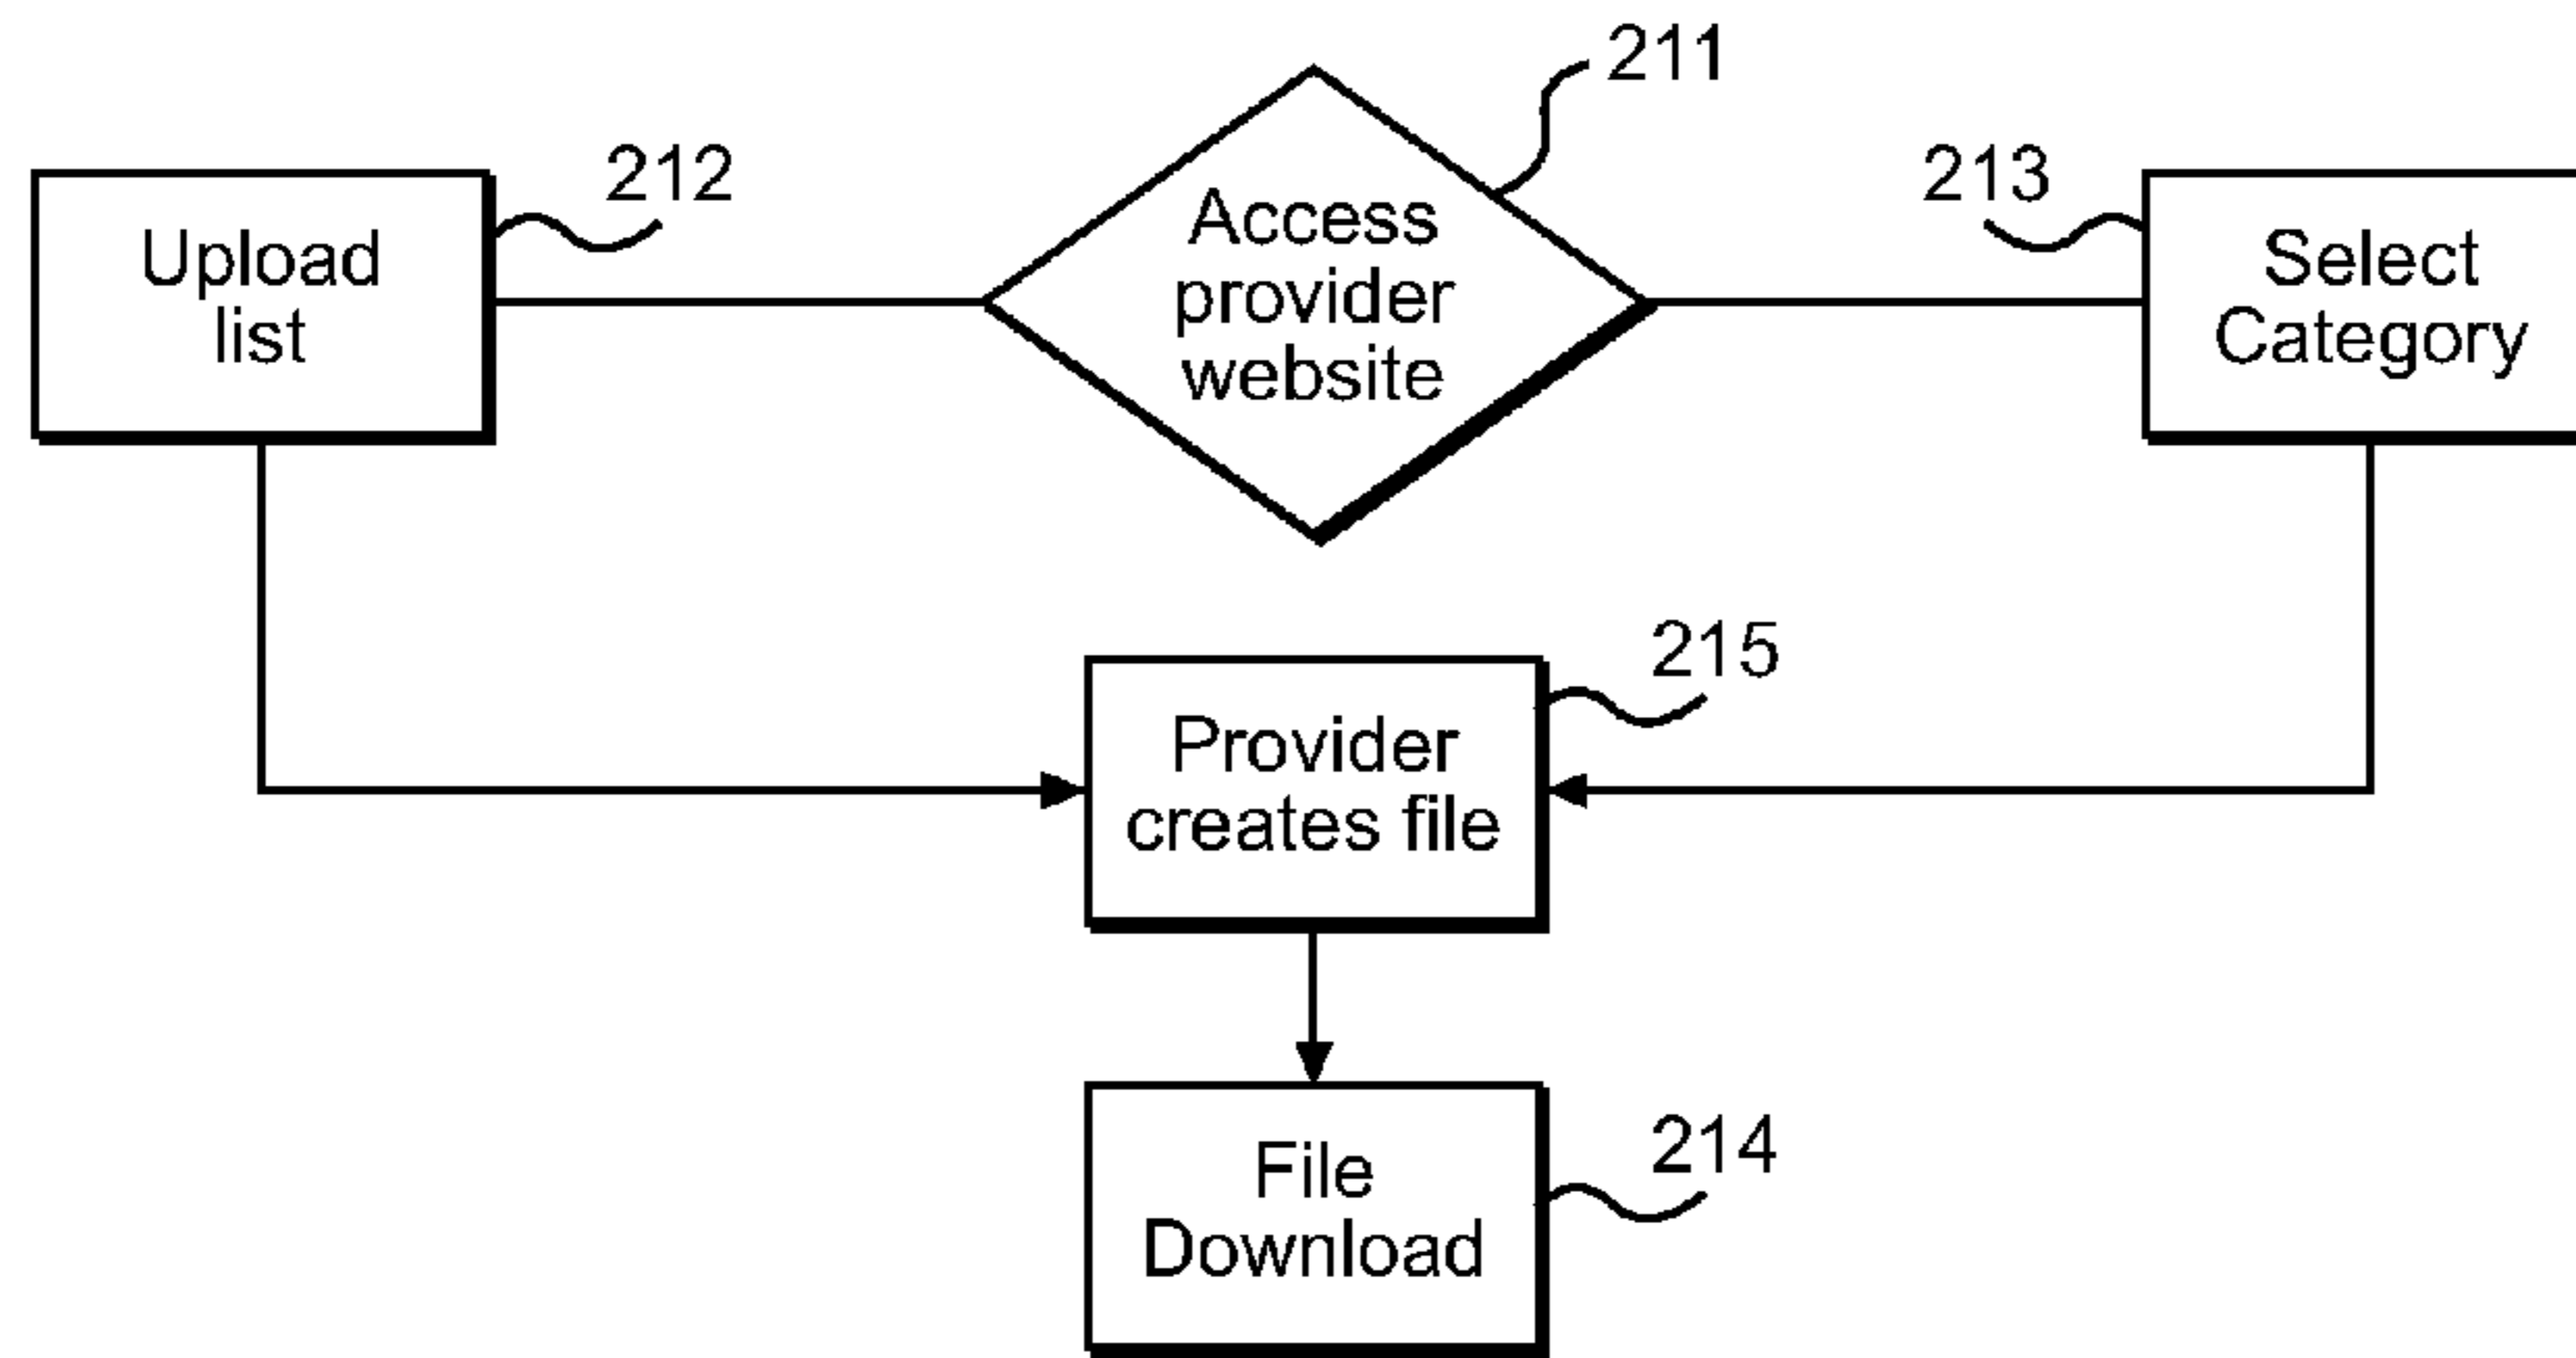 211
212
213
Access
provider
website
Upload
list
Select
Category
215
Provider
creates file
214
File
Download